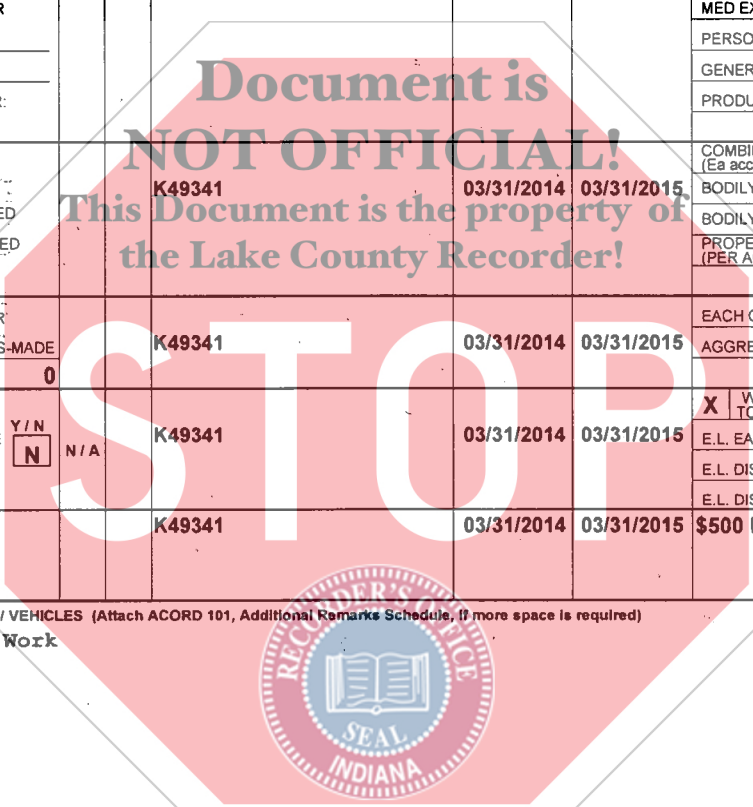 R
MED EX
PERSO
GENER
R:
PRODU
Document is
NOT OFFICIAL!
This Document is the property of
the Lake County Recorder!
COMBI
(Ea acc
K49341 03/31/2014 03/31/2015 BODILY
ED
BODILY
ED
PROPE
(PER A
R
EACH
S-MADE K49341 03/31/2014 03/31/2015 AGGRE
0
STOP
X W
TO
Y / N
N
N / A
K49341 03/31/2014 03/31/2015 E.L. EA
E.L. DIS
E.L. DIS
K49341 03/31/2014 03/31/2015 $500
/ VEHICLES (Attach ACORD 101, Additional Remarks Schedule, if more space is required)
Work
RECORDER'S OFFICE
SEAL
INDIANA